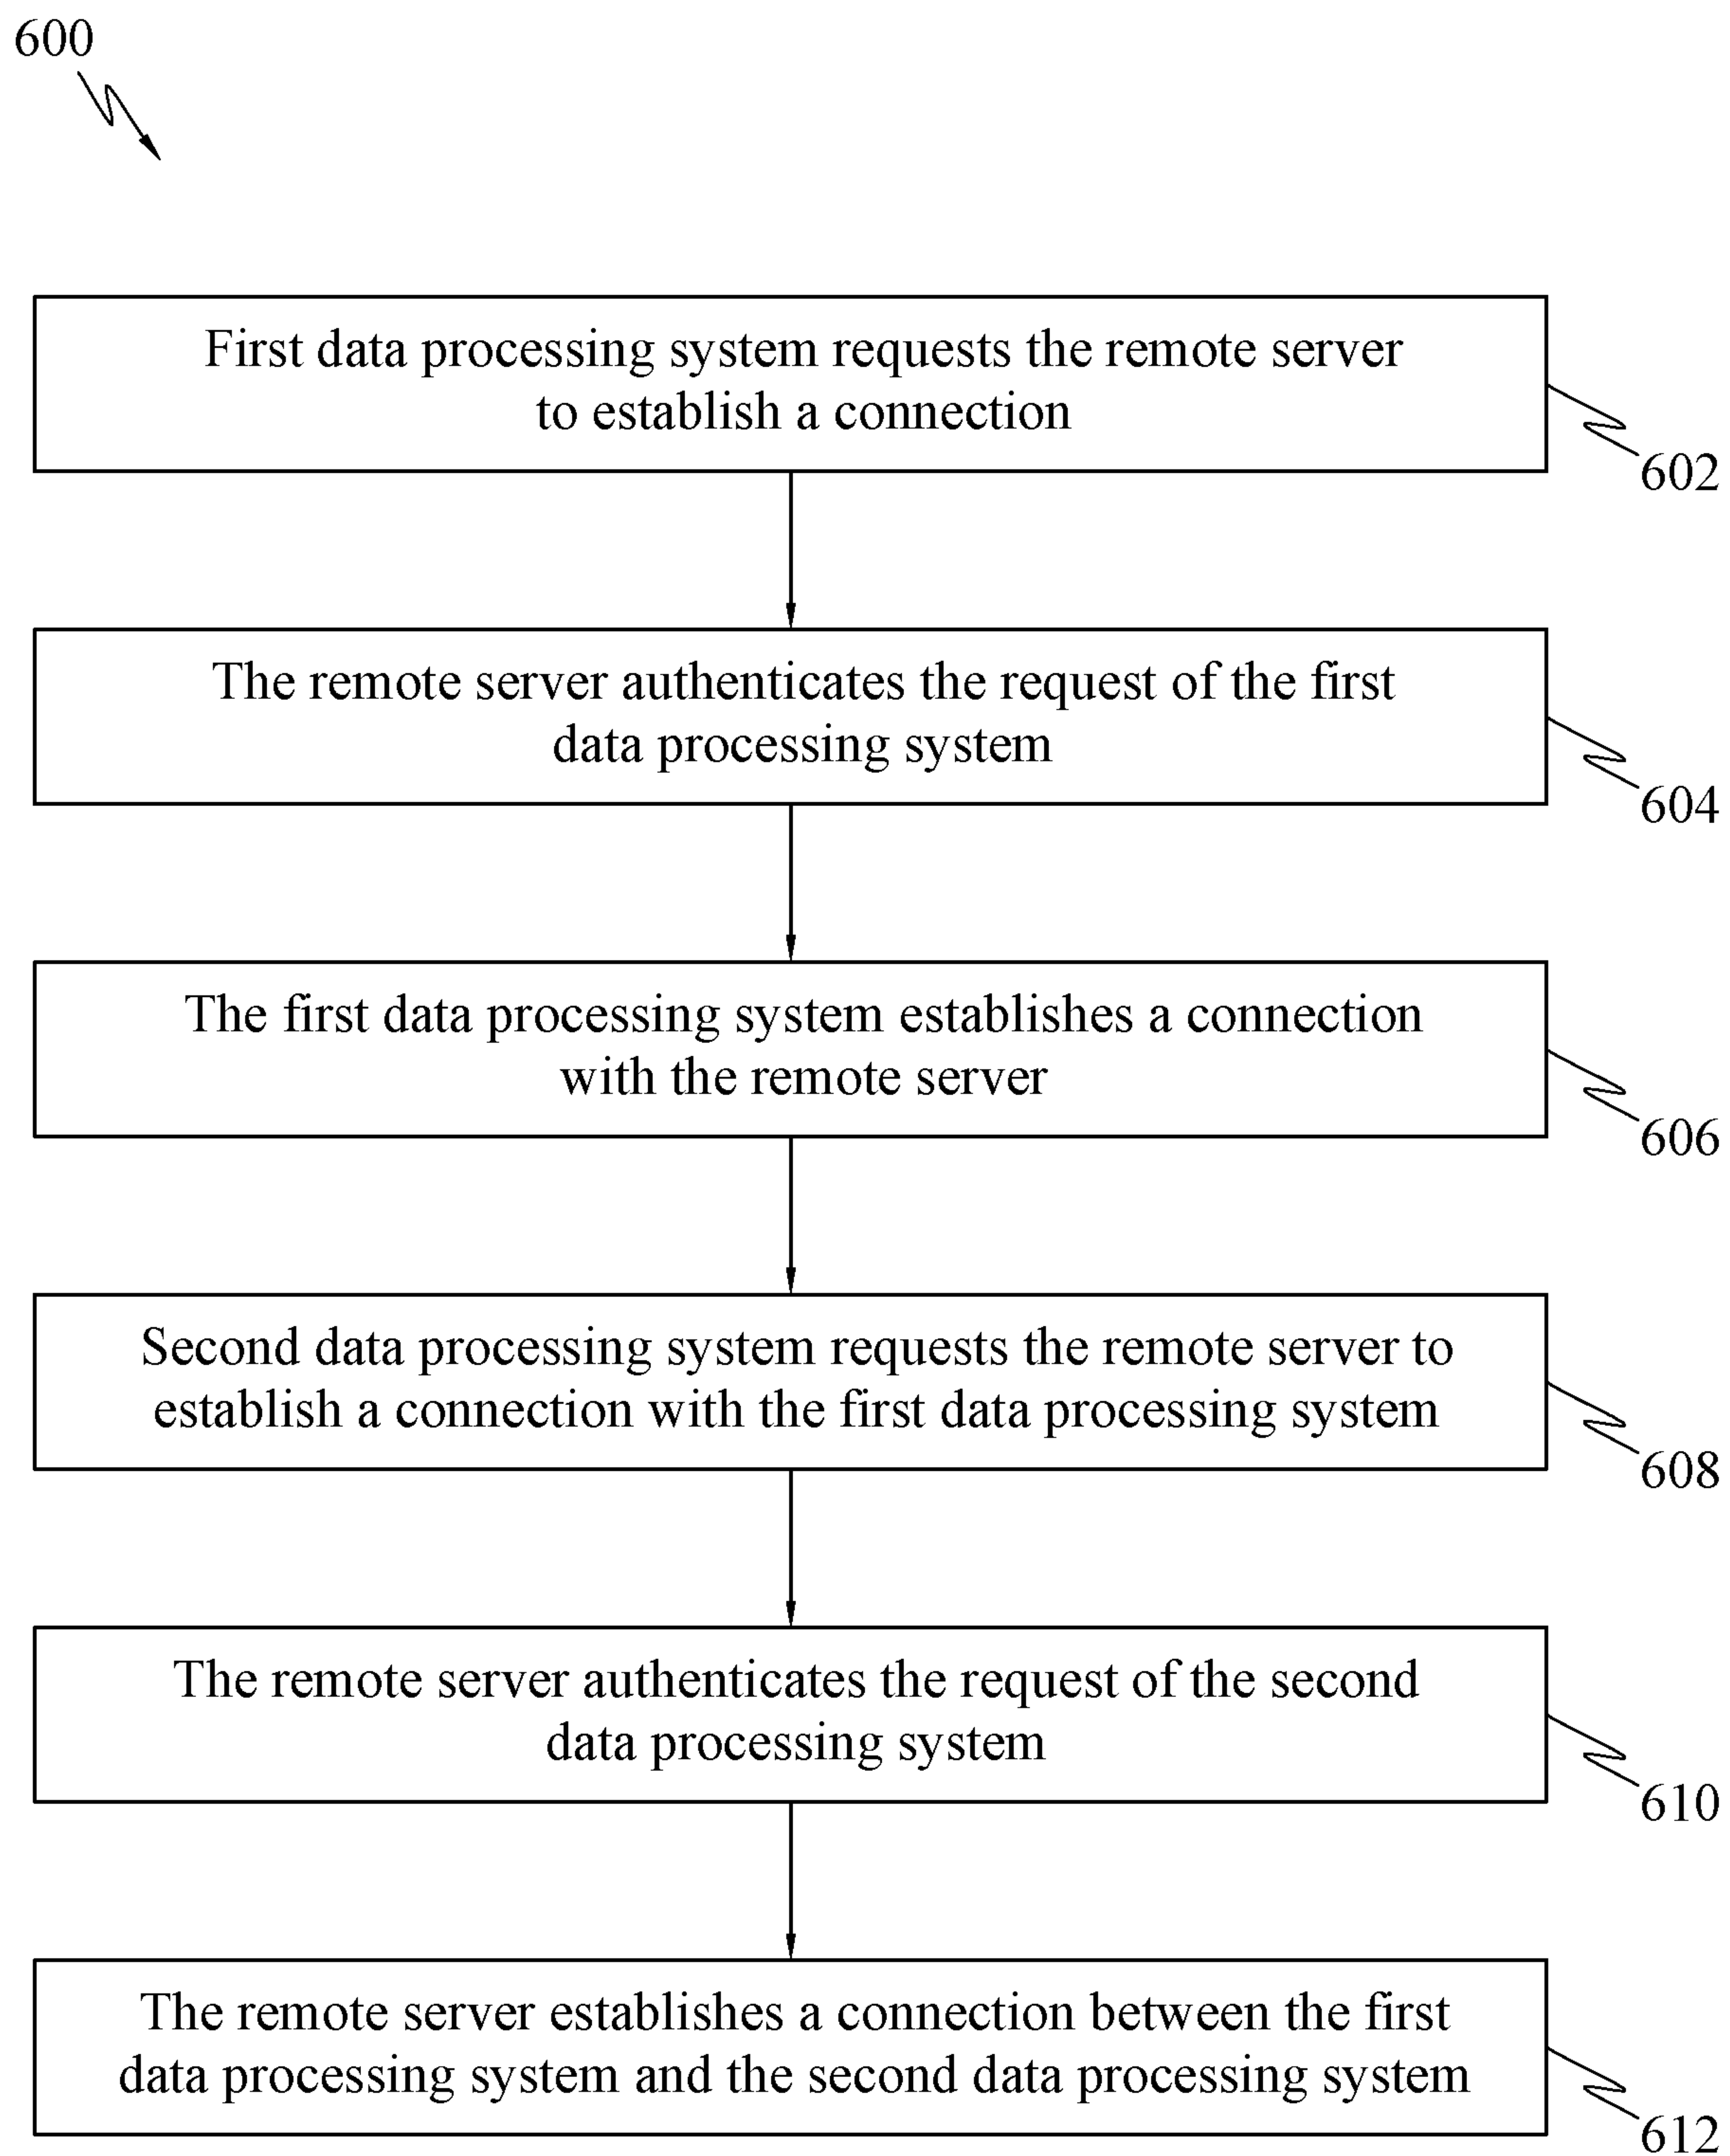 600
First data processing system requests the remote server
to establish a connection
602
The remote server authenticates the request of the first
data processing system
604
The first data processing system establishes a connection
with the remote server
606
Second data processing system requests the remote server to
establish a connection with the first data processing system
608
The remote server authenticates the request of the second
data processing system
610
The remote server establishes a connection between the first
data processing system and the second data processing system
612